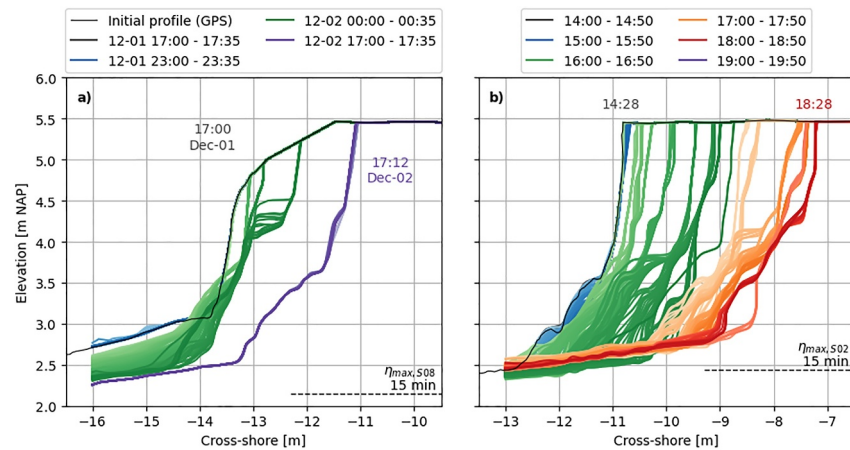 Initial profile (GPS)
12-01 17:00 - 17:35
12-01 23:00 - 23:35
12-02 00:00 - 00:35
12-02 17:00 - 17:35
14:00 - 14:50
15:00 - 15:50
16:00 - 16:50
17:00 - 17:50
18:00 - 18:50
19:00 - 19:50
a)
17:00
Dec-01
17:12
Dec-02
ηmax,S08
15 min
6.0
5.5
5.0
4.5
4.0
3.5
3.0
2.5
2.0
Elevation [m NAP]
−16 −15 −14 −13 −12 −11 −10
Cross-shore [m]
b)
14:28
18:28
ηmax,S02
15 min
−13 −12 −11 −10 −9 −8 −7
Cross-shore [m]